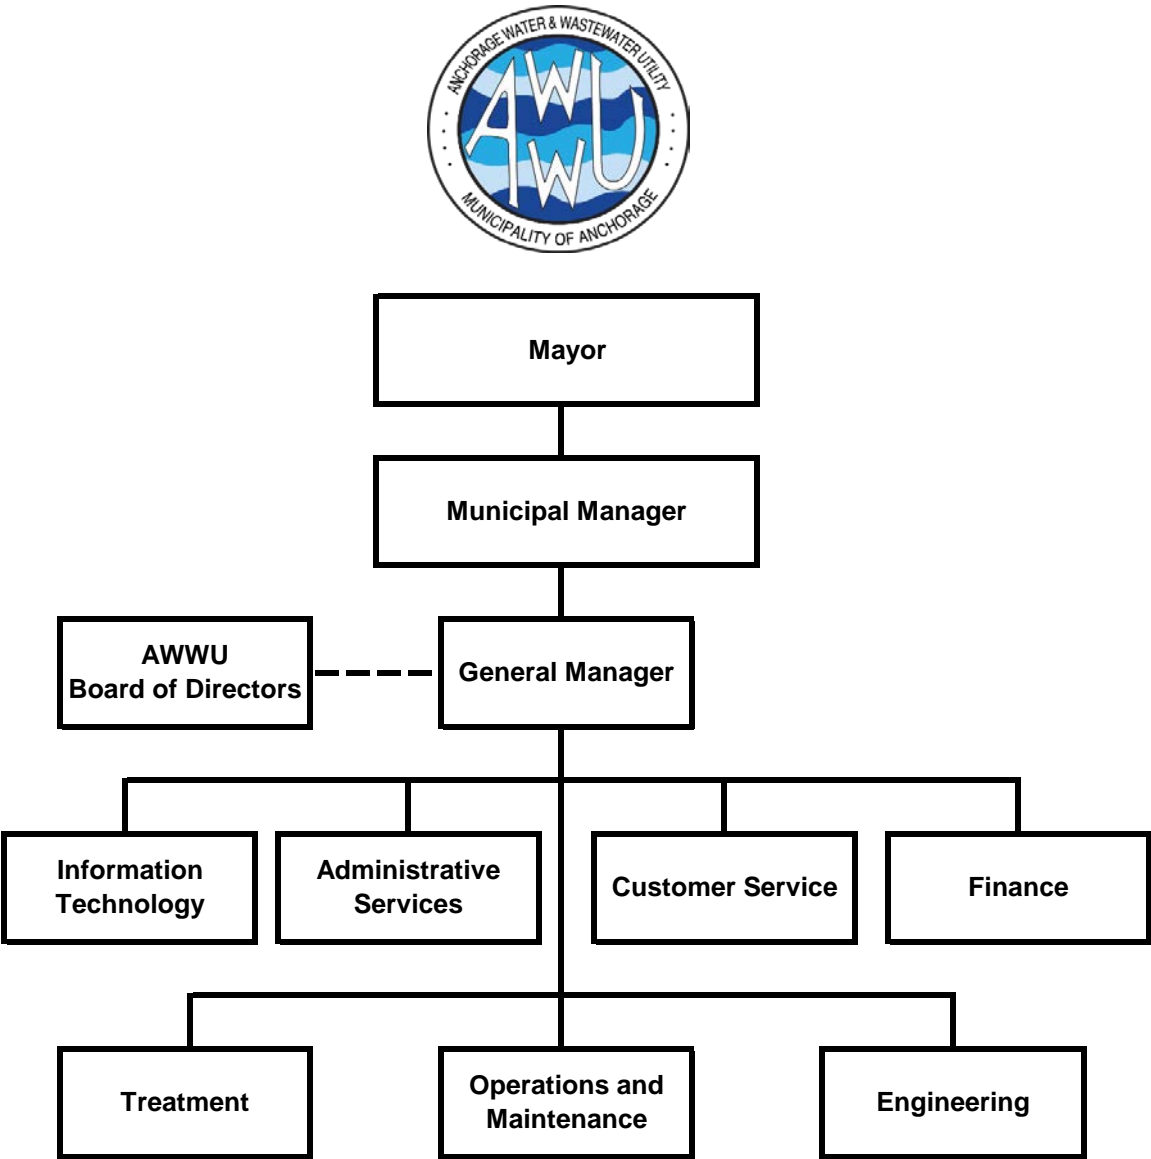 ANCHORAGE WATER & WASTEWATER UTILITY
AWWU
MUNICIPALITY OF ANCHORAGE
Mayor
Municipal Manager
AWWU
Board of Directors
General Manager
Information
Technology
Administrative
Services
Customer Service
Finance
Treatment
Operations and
Maintenance
Engineering